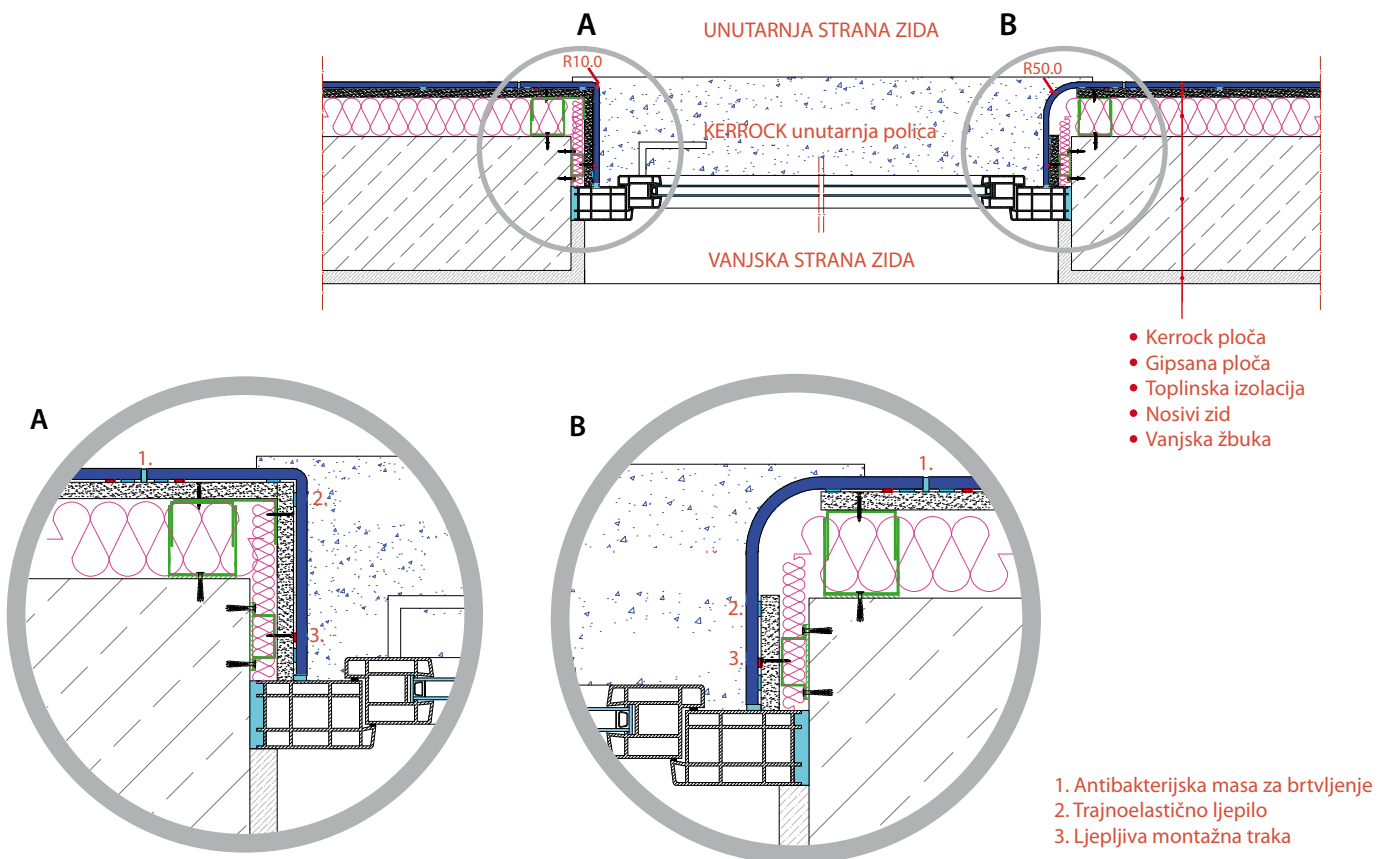 A
UNUTARNJA STRANA ZIDA
B
R10.0
R50.0
KERROCK unutarnja polica
VANJSKA STRANA ZIDA
• Kerrock ploča
• Gipsana ploča
• Toplinska izolacija
• Nosivi zid
• Vanjska žbuka
A
1.
2.
3.
B
1.
2.
3.
1. Antibakterijska masa za brtvljenje
2. Trajnoelastično ljepilo
3. Ljepljiva montažna traka